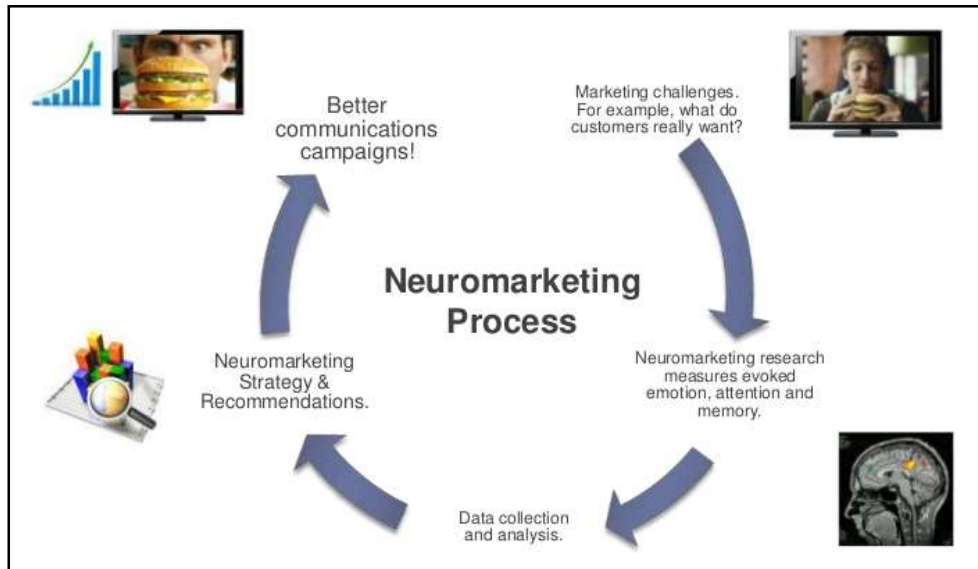 Neuromarketing
Process
Marketing challenges.
For example, what do
customers really want?
Neuromarketing research
measures evoked
emotion, attention and
memory.
Data collection
and analysis.
Neuromarketing
Strategy &
Recommendations.
Better
communications
campaigns!